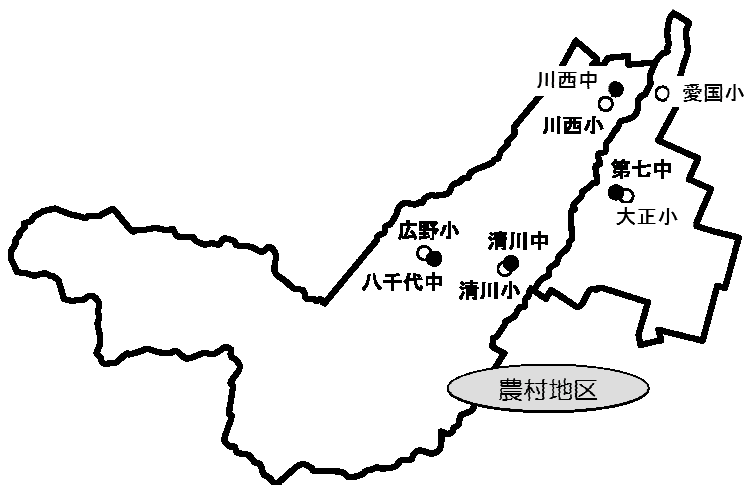 川西中
愛国小
川西小
第七中
大正小
広野小
清川中
八千代中
清川小
農村地区